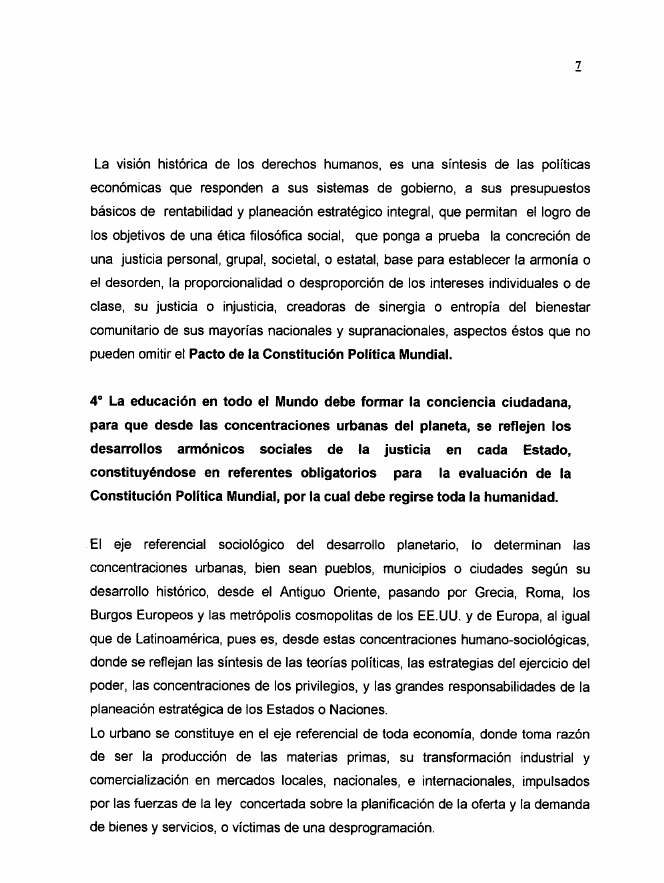 7
La visión histórica de los derechos humanos, es una síntesis de las políticas
económicas que responden a sus sistemas de gobierno, a sus presupuestos
básicos de rentabilidad y planeación estratégico integral, que permitan el logro de
los objetivos de una ética filosófica social, que ponga a prueba la concreción de
una justicia personal, grupal, societal, o estatal, base para establecer la armonía o
el desorden, la proporcionalidad o desproporción de los intereses individuales o de
clase, su justicia o injusticia, creadoras de sinergia o entropía del bienestar
comunitario de sus mayorías nacionales y supranacionales, aspectos éstos que no
pueden omitir el Pacto de la Constitución Política Mundial.
4° La educación en todo el Mundo debe formar la conciencia ciudadana,
para que desde las concentraciones urbanas del planeta, se reflejen los
desarrollos armónicos sociales de la justicia en cada Estado,
constituyéndose en referentes obligatorios para la evaluación de la
Constitución Política Mundial, por la cual debe regirse toda la humanidad.
El eje referencial sociológico del desarrollo planetario, lo determinan las
concentraciones urbanas, bien sean pueblos, municipios o ciudades según su
desarrollo histórico, desde el Antiguo Oriente, pasando por Grecia, Roma, los
Burgos Europeos y las metrópolis cosmopolitas de los EE.UU. y de Europa, al igual
que de Latinoamérica, pues es, desde estas concentraciones humano-sociológicas,
donde se reflejan las síntesis de las teorías políticas, las estrategias del ejercicio del
poder, las concentraciones de los privilegios, y las grandes responsabilidades de la
planeación estratégica de los Estados o Naciones.
Lo urbano se constituye en el eje referencial de toda economía, donde toma razón
de ser la producción de las materias primas, su transformación industrial y
comercialización en mercados locales, nacionales, e internacionales, impulsados
por las fuerzas de la ley concertada sobre la planificación de la oferta y la demanda
de bienes y servicios, o víctimas de una desprogramación.